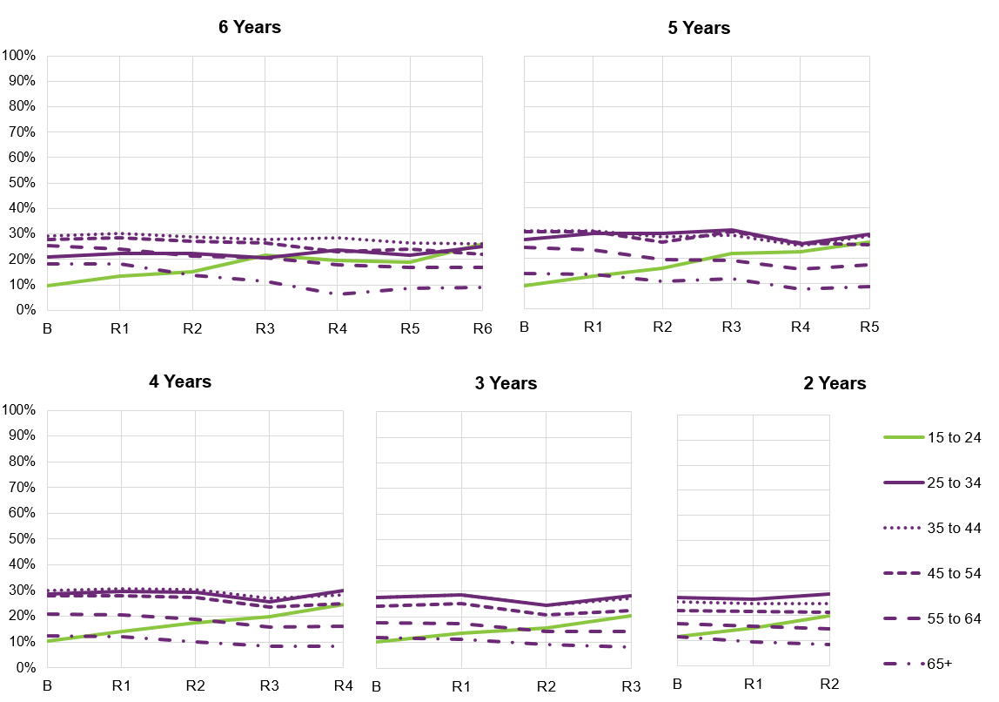 6 Years
5 Years
100%
90%
80%
70%
60%
50%
40%
30%
20%
10%
0%
B R1 R2 R3 R4 R5 R6
B R1 R2 R3 R4 R5
4 Years
3 Years
2 Years
100%
90%
80%
70%
60%
50%
40%
30%
20%
10%
0%
B R1 R2 R3 R4
B R1 R2 R3
B R1 R2
15 to 24
25 to 34
35 to 44
45 to 54
55 to 64
65+